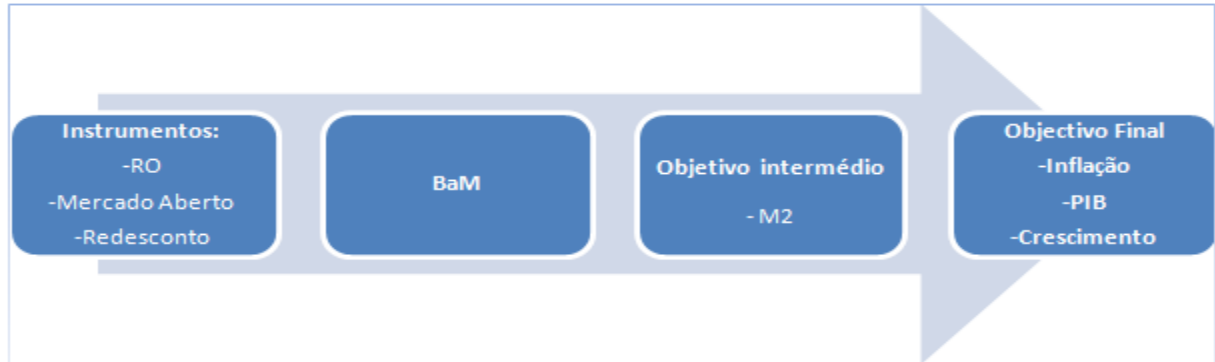 Instrumentos:
-RO
-Mercado Aberto
-Redesconto
BaM
Objetivo intermédio
- M2
Objectivo Final
-Inflação
-PIB
-Crescimento